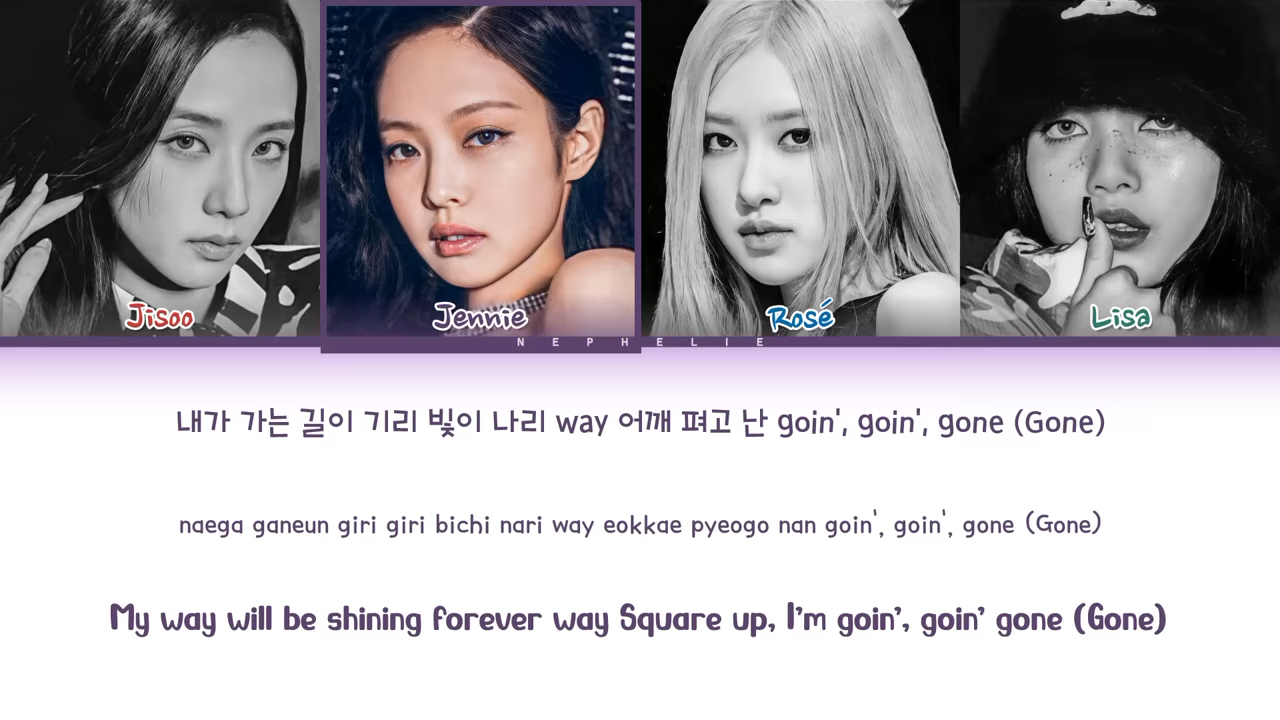 Jisoo
Jennie
Rosé
Lisa
NEPHELIE
내가 가는 길이 기리 빛이 나리 way 어깨 펴고 난 goin', goin', gone (Gone)
naega ganeun giri giri bichi nari way eokkae pyeogo nan goin', goin', gone (Gone)
My way will be shining forever way Square up, I'm goin', goin' gone (Gone)